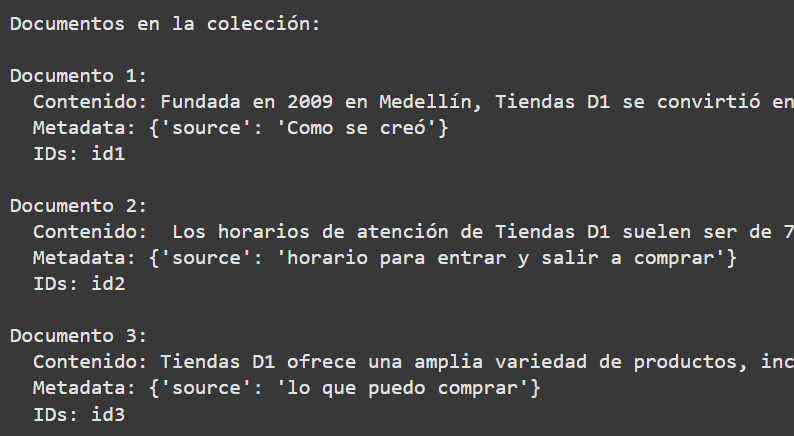 Documentos en la colección:
Documento 1:
Contenido: Fundada en 2009 en Medellín, Tiendas D1 se convirtió en
Metadata: {'source': 'Como se creó'}
IDs: id1
Documento 2:
Contenido:  Los horarios de atención de Tiendas D1 suelen ser de 7
Metadata: {'source': 'horario para entrar y salir a comprar'}
IDs: id2
Documento 3:
Contenido: Tiendas D1 ofrece una amplia variedad de productos, inc
Metadata: {'source': 'lo que puedo comprar'}
IDs: id3